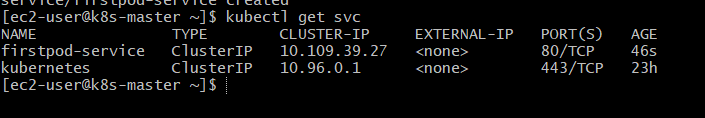 service/firstpod-service created
[ec2-user@k8s-master ~]$ kubectl get svc
NAME TYPE CLUSTER-IP EXTERNAL-IP PORT(S) AGE
firstpod-service ClusterIP 10.109.39.27 <none> 80/TCP 46s
kubernetes ClusterIP 10.96.0.1 <none> 443/TCP 23h
[ec2-user@k8s-master ~]$